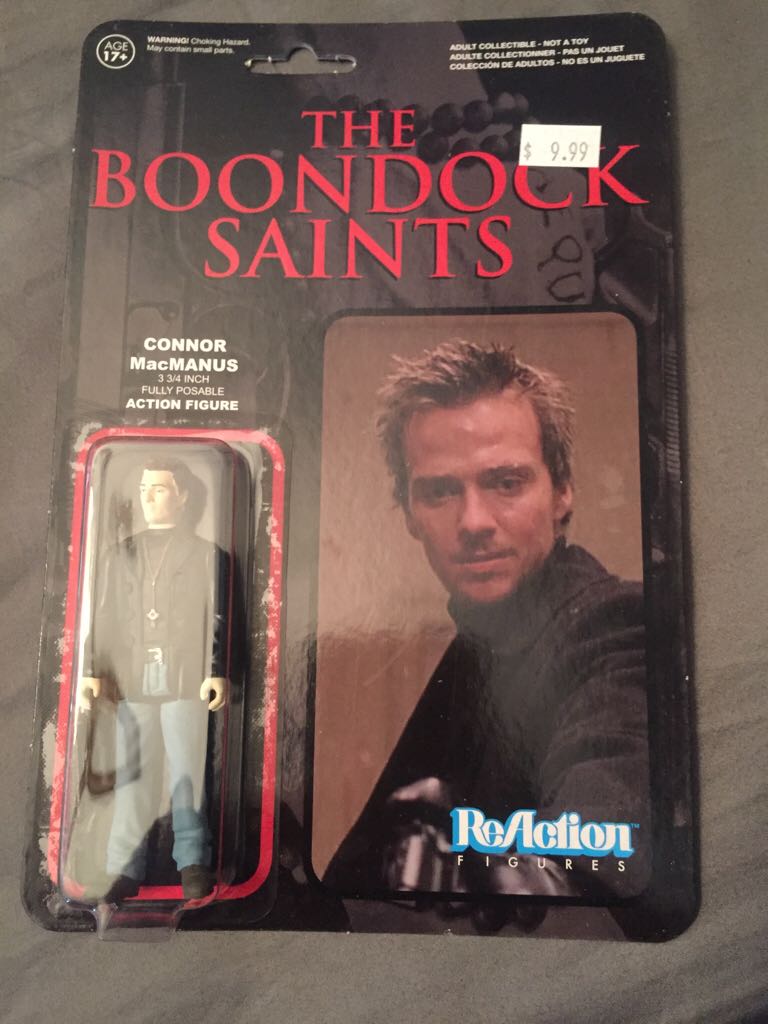 AGE
17+
WARNING! Choking Hazard.
May contain small parts.
ADULT COLLECTIBLE - NOT A TOY
ADULTE COLLECTIONNER - PAS UN JOUET
COLECCIÓN DE ADULTOS - NO ES UN JUGUETE
THE
BOONDOCK
SAINTS
$ 9.99
CONNOR
MacMANUS
3 3/4 INCH
FULLY POSABLE
ACTION FIGURE
ReAction™
FIGURES